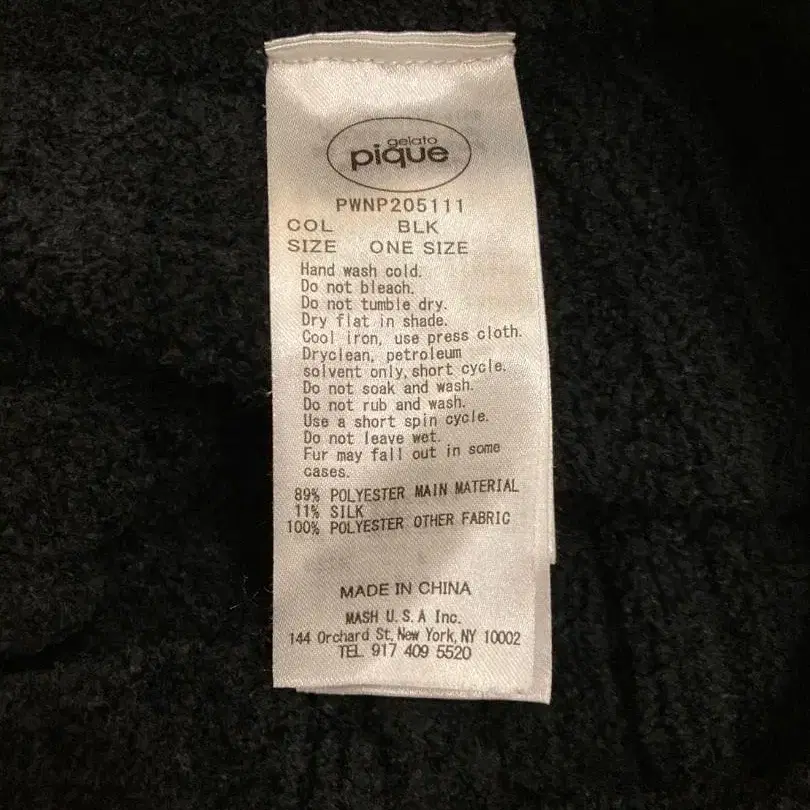 gelato
pique
PWNP205111
COL BLK
SIZE ONE SIZE
Hand wash cold.
Do not bleach.
Do not tumble dry.
Dry flat in shade.
Cool iron, use press cloth.
Dryclean, petroleum
solvent only, short cycle.
Do not soak and wash.
Do not rub and wash.
Use a short spin cycle.
Do not leave wet.
Fur may fall out in some
cases.
89% POLYESTER MAIN MATERIAL
11% SILK
100% POLYESTER OTHER FABRIC
MADE IN CHINA
MASH U.S.A Inc.
144 Orchard St, New York, NY 10002
TEL 917 409 5520